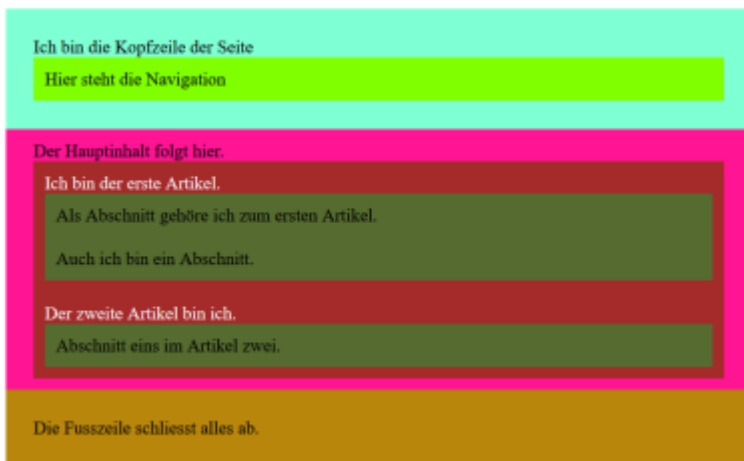 Ich bin die Kopfzeile der Seite
Hier steht die Navigation
Der Hauptinhalt folgt hier.
Ich bin der erste Artikel.
Als Abschnitt gehöre ich zum ersten Artikel.
Auch ich bin ein Abschnitt.
Der zweite Artikel bin ich.
Abschnitt eins im Artikel zwei.
Die Fusszeile schliesst alles ab.